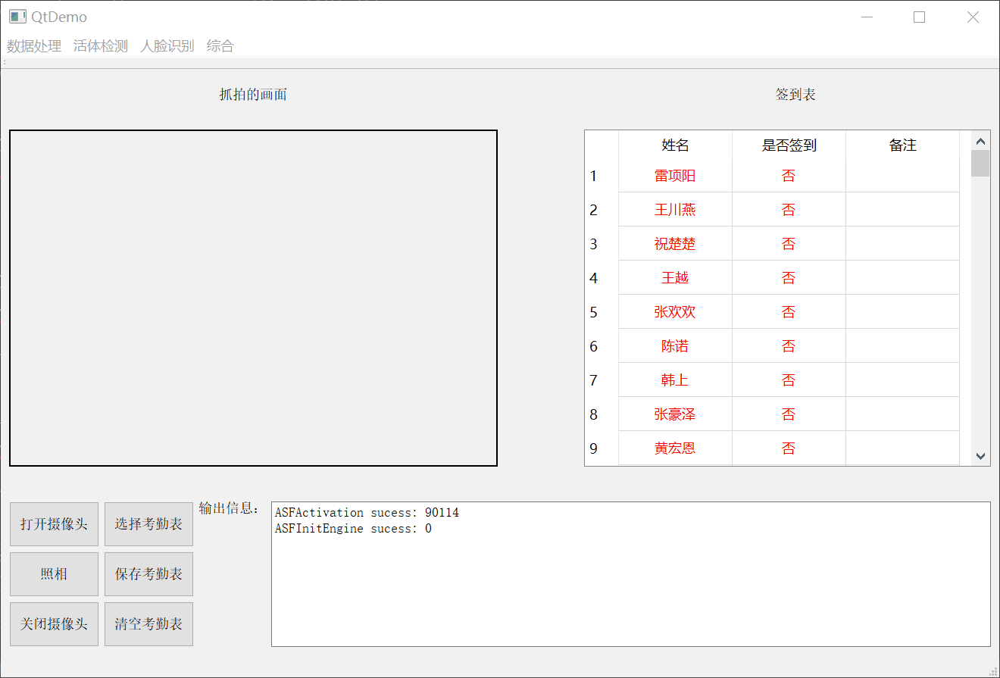 QtDemo
数据处理 活体检测 人脸识别 综合
抓拍的画面
签到表
姓名 是否签到 备注
1 雷项阳 否
2 王川燕 否
3 祝楚楚 否
4 王越 否
5 张欢欢 否
6 陈诺 否
7 韩上 否
8 张豪泽 否
9 黄宏恩 否
打开摄像头 选择考勤表
照相 保存考勤表
关闭摄像头 清空考勤表
输出信息：
ASFActivation sucess: 90114
ASFInitEngine sucess: 0